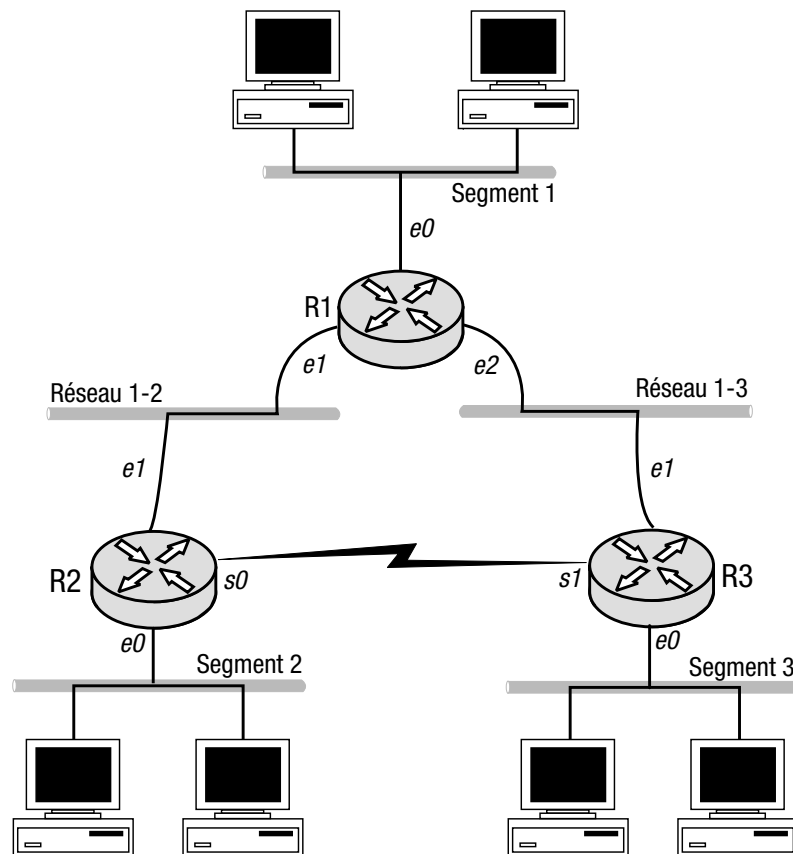 Segment 1
e0
R1
e1
e2
Réseau 1-2
Réseau 1-3
e1
e1
R2
s0
s1
R3
e0
e0
Segment 2
Segment 3